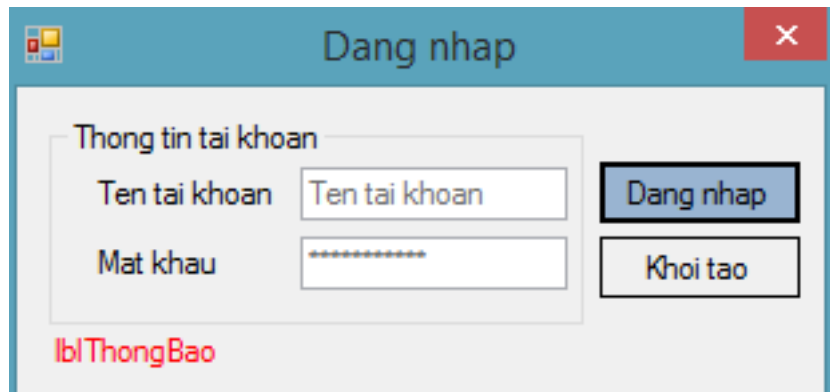 Dang nhap
Thong tin tai khoan
Ten tai khoan Ten tai khoan Dang nhap
Mat khau *********** Khoi tao
lblThongBao